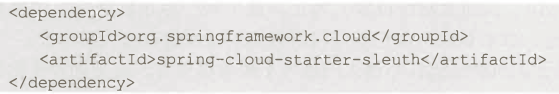 <dependency>
    <groupId>org.springframework.cloud</groupId>
    <artifactId>spring-cloud-starter-sleuth</artifactId>
</dependency>